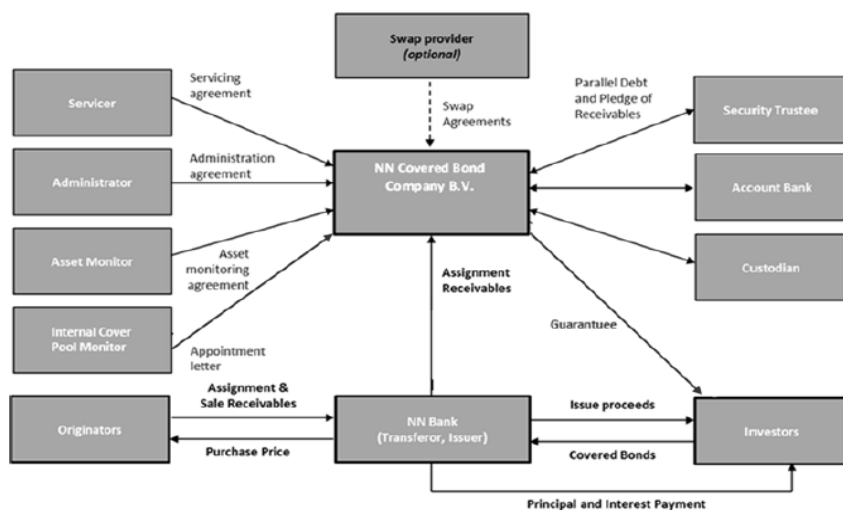 Swap provider
(optional)
Servicing
agreement
Servicer
Swap
Agreements
Parallel Debt
and Pledge of
Receivables
Security Trustee
Administrator
Administration
agreement
NN Covered Bond
Company B.V.
Account Bank
Asset Monitor
Asset
monitoring
agreement
Assignment
Receivables
Custodian
Internal Cover
Pool Monitor
Appointment
letter
Guarantuee
Originators
Assignment &
Sale Receivables
Purchase Price
NN Bank
(Transferor, Issuer)
Issue proceeds
Covered Bonds
Investors
Principal and Interest Payment